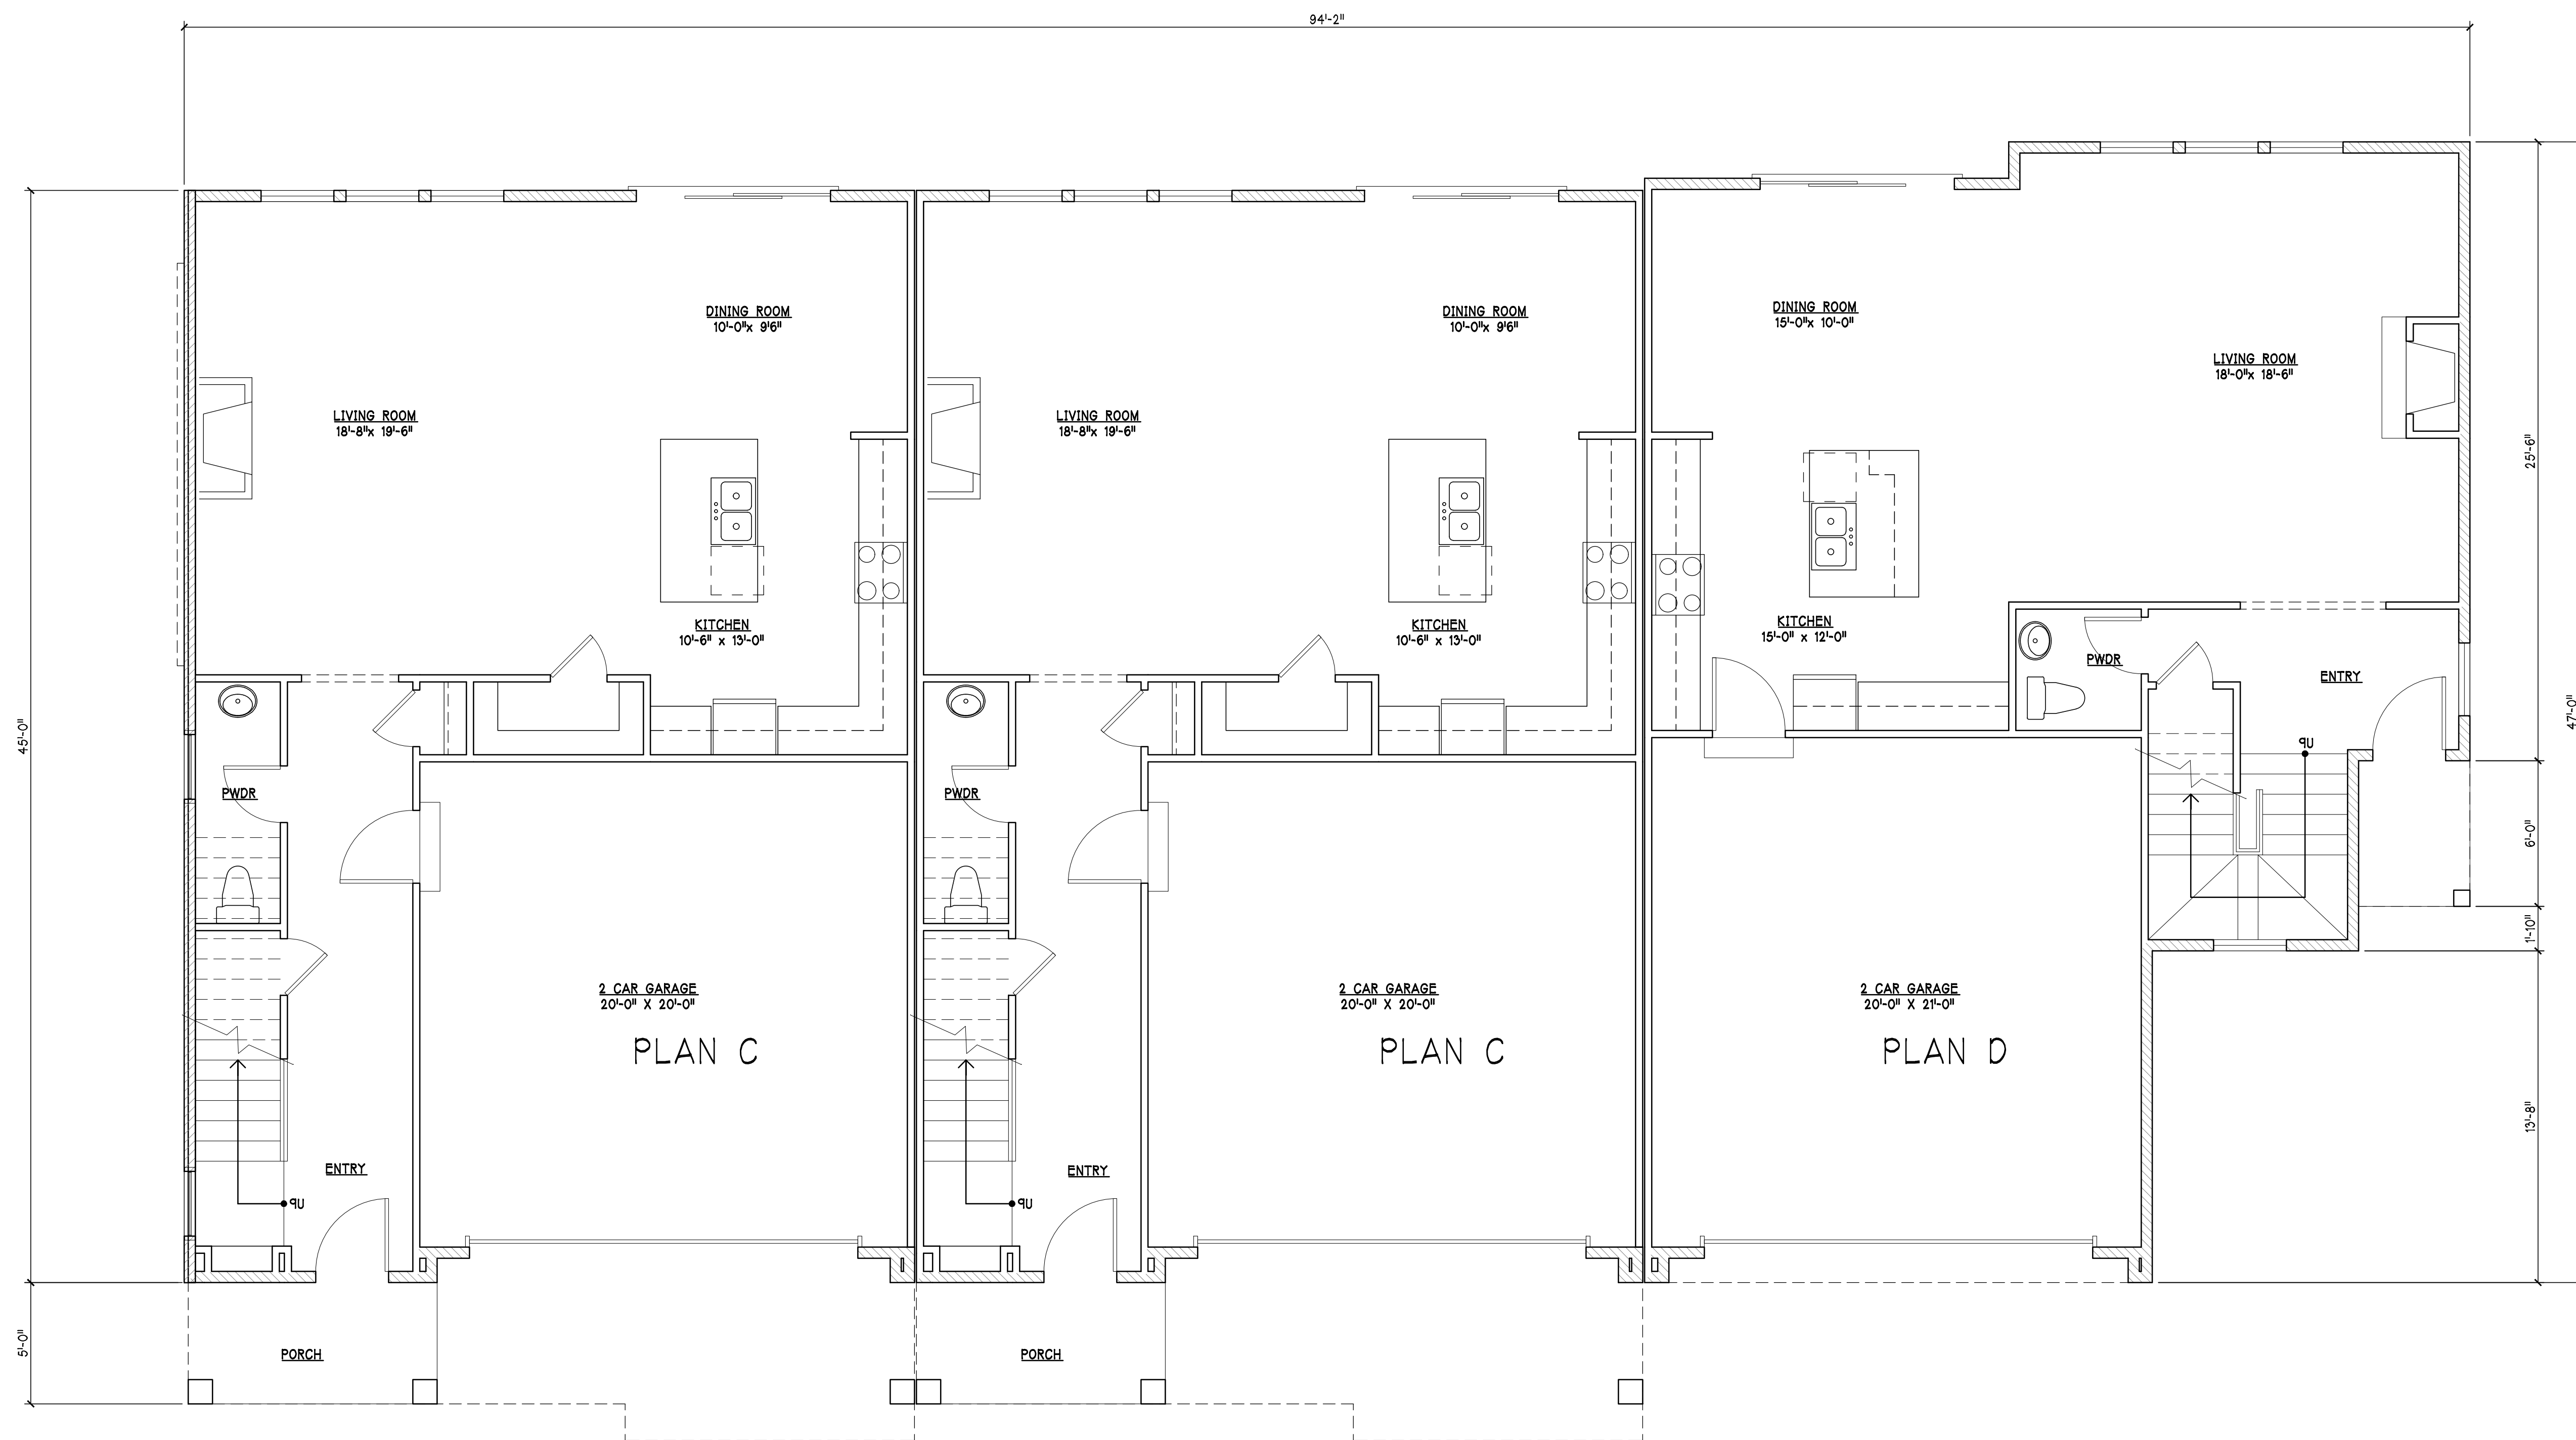 94'-2"
DINING ROOM
10'-0"x 9'6"
DINING ROOM
10'-0"x 9'6"
DINING ROOM
15'-0"x 10'-0"
LIVING ROOM
18'-0"x 18'-6"
LIVING ROOM
18'-8"x 19'-6"
LIVING ROOM
18'-8"x 19'-6"
25'-6"
KITCHEN
10'-6" x 13'-0"
KITCHEN
10'-6" x 13'-0"
KITCHEN
15'-0" x 12'-0"
PWDR
ENTRY
45'-0"
47'-0"
UP
PWDR
PWDR
6'-0"
1'-10"
2 CAR GARAGE
20'-0" X 20'-0"
2 CAR GARAGE
20'-0" X 20'-0"
2 CAR GARAGE
20'-0" X 21'-0"
PLAN C
PLAN C
PLAN D
13'-8"
ENTRY
ENTRY
UP
UP
5'-0"
PORCH
PORCH